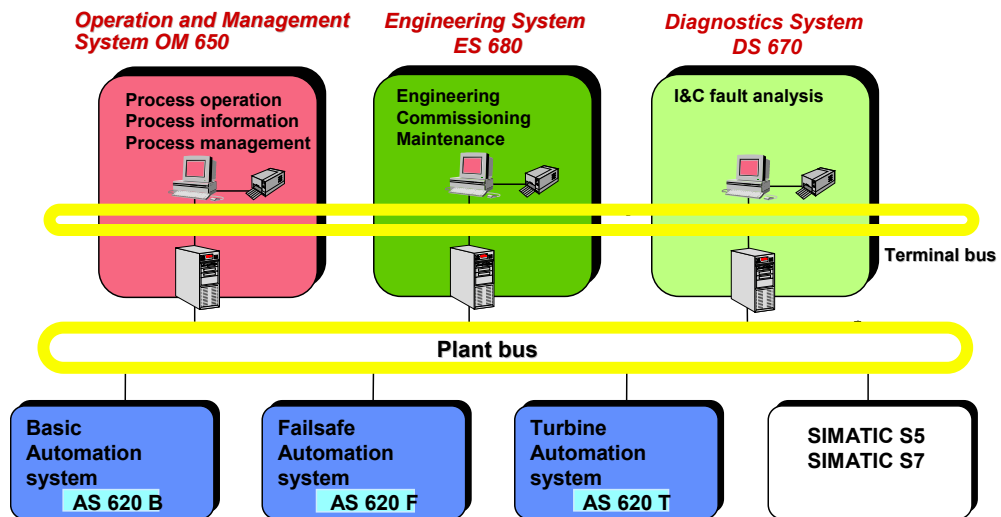 Operation and Management
System OM 650
Engineering System
ES 680
Diagnostics System
DS 670
Process operation
Process information
Process management
Engineering
Commissioning
Maintenance
I&C fault analysis
Terminal bus
Plant bus
Basic
Automation
system
AS 620 B
Failsafe
Automation
system
AS 620 F
Turbine
Automation
system
AS 620 T
SIMATIC S5
SIMATIC S7